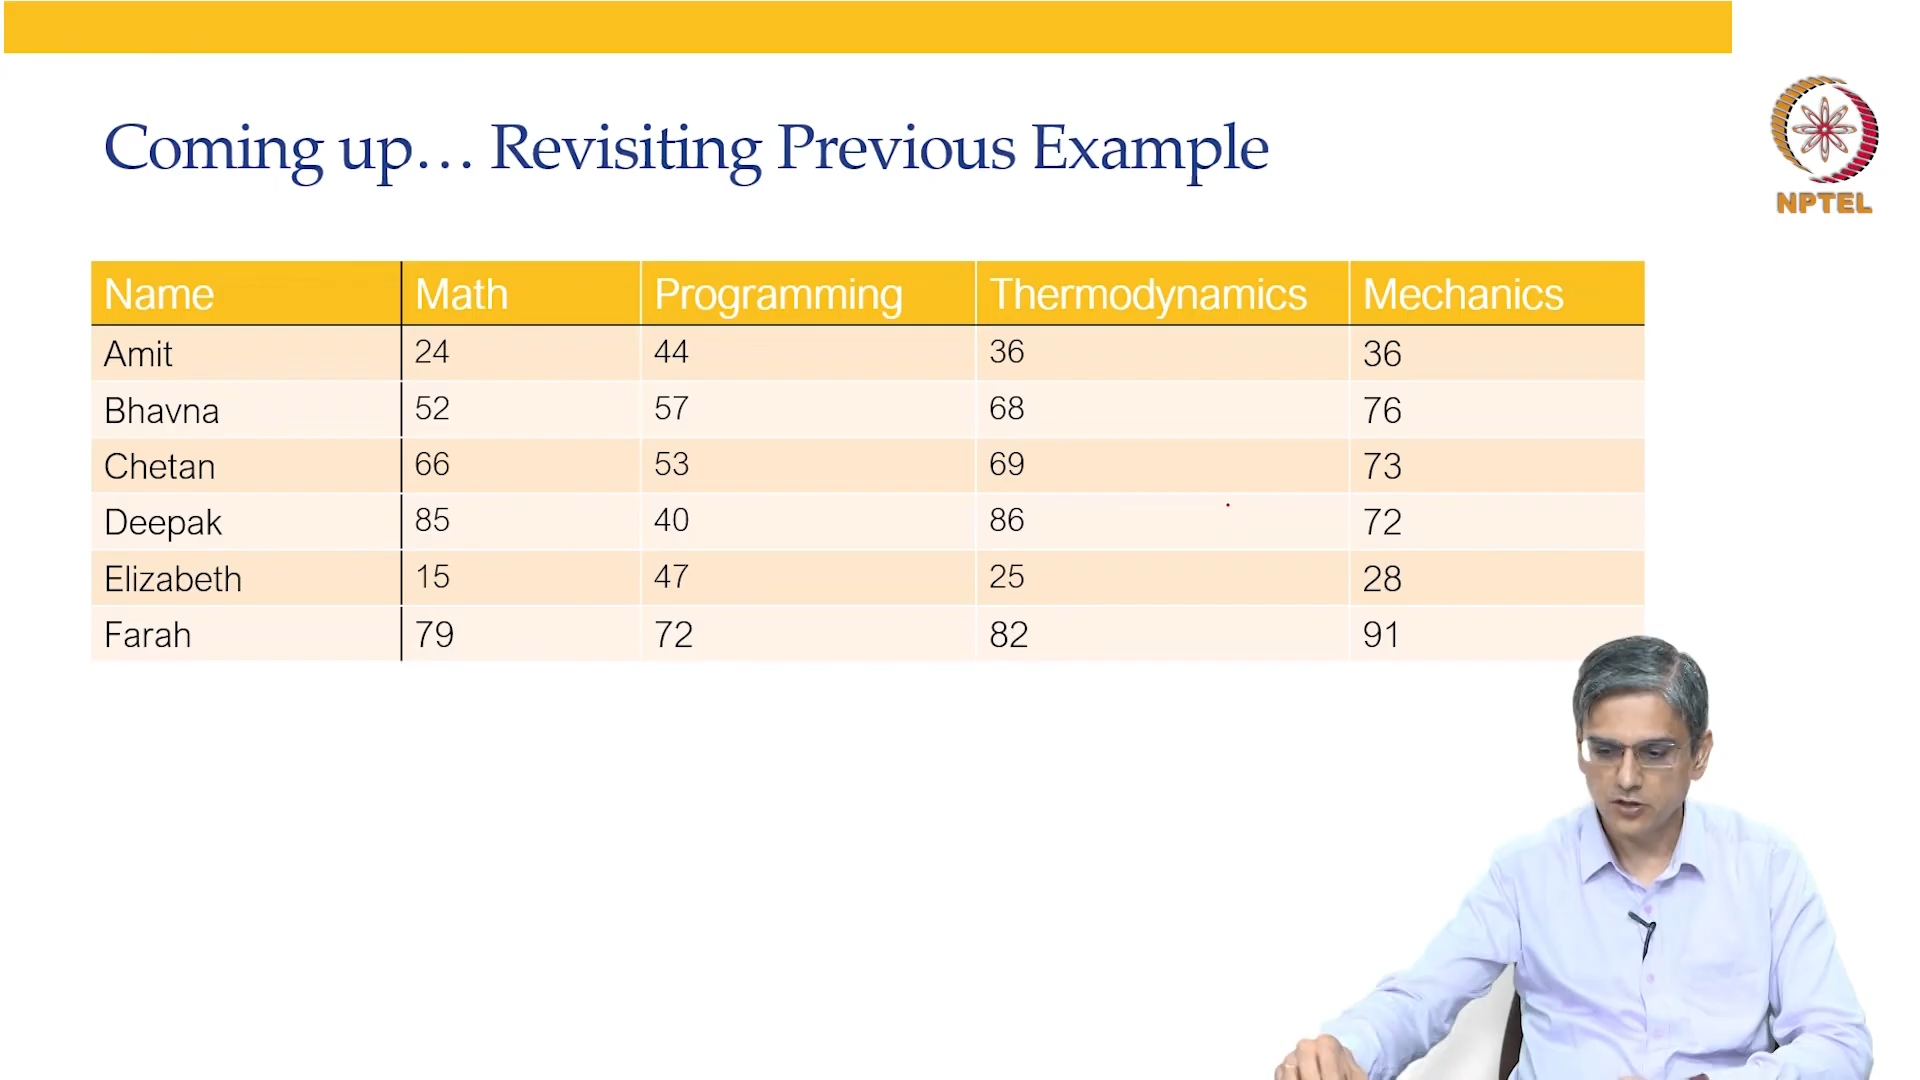 Coming up… Revisiting Previous Example
NPTEL
Name Math Programming Thermodynamics Mechanics
Amit 24 44 36 36
Bhavna 52 57 68 76
Chetan 66 53 69 73
Deepak 85 40 86 72
Elizabeth 15 47 25 28
Farah 79 72 82 91